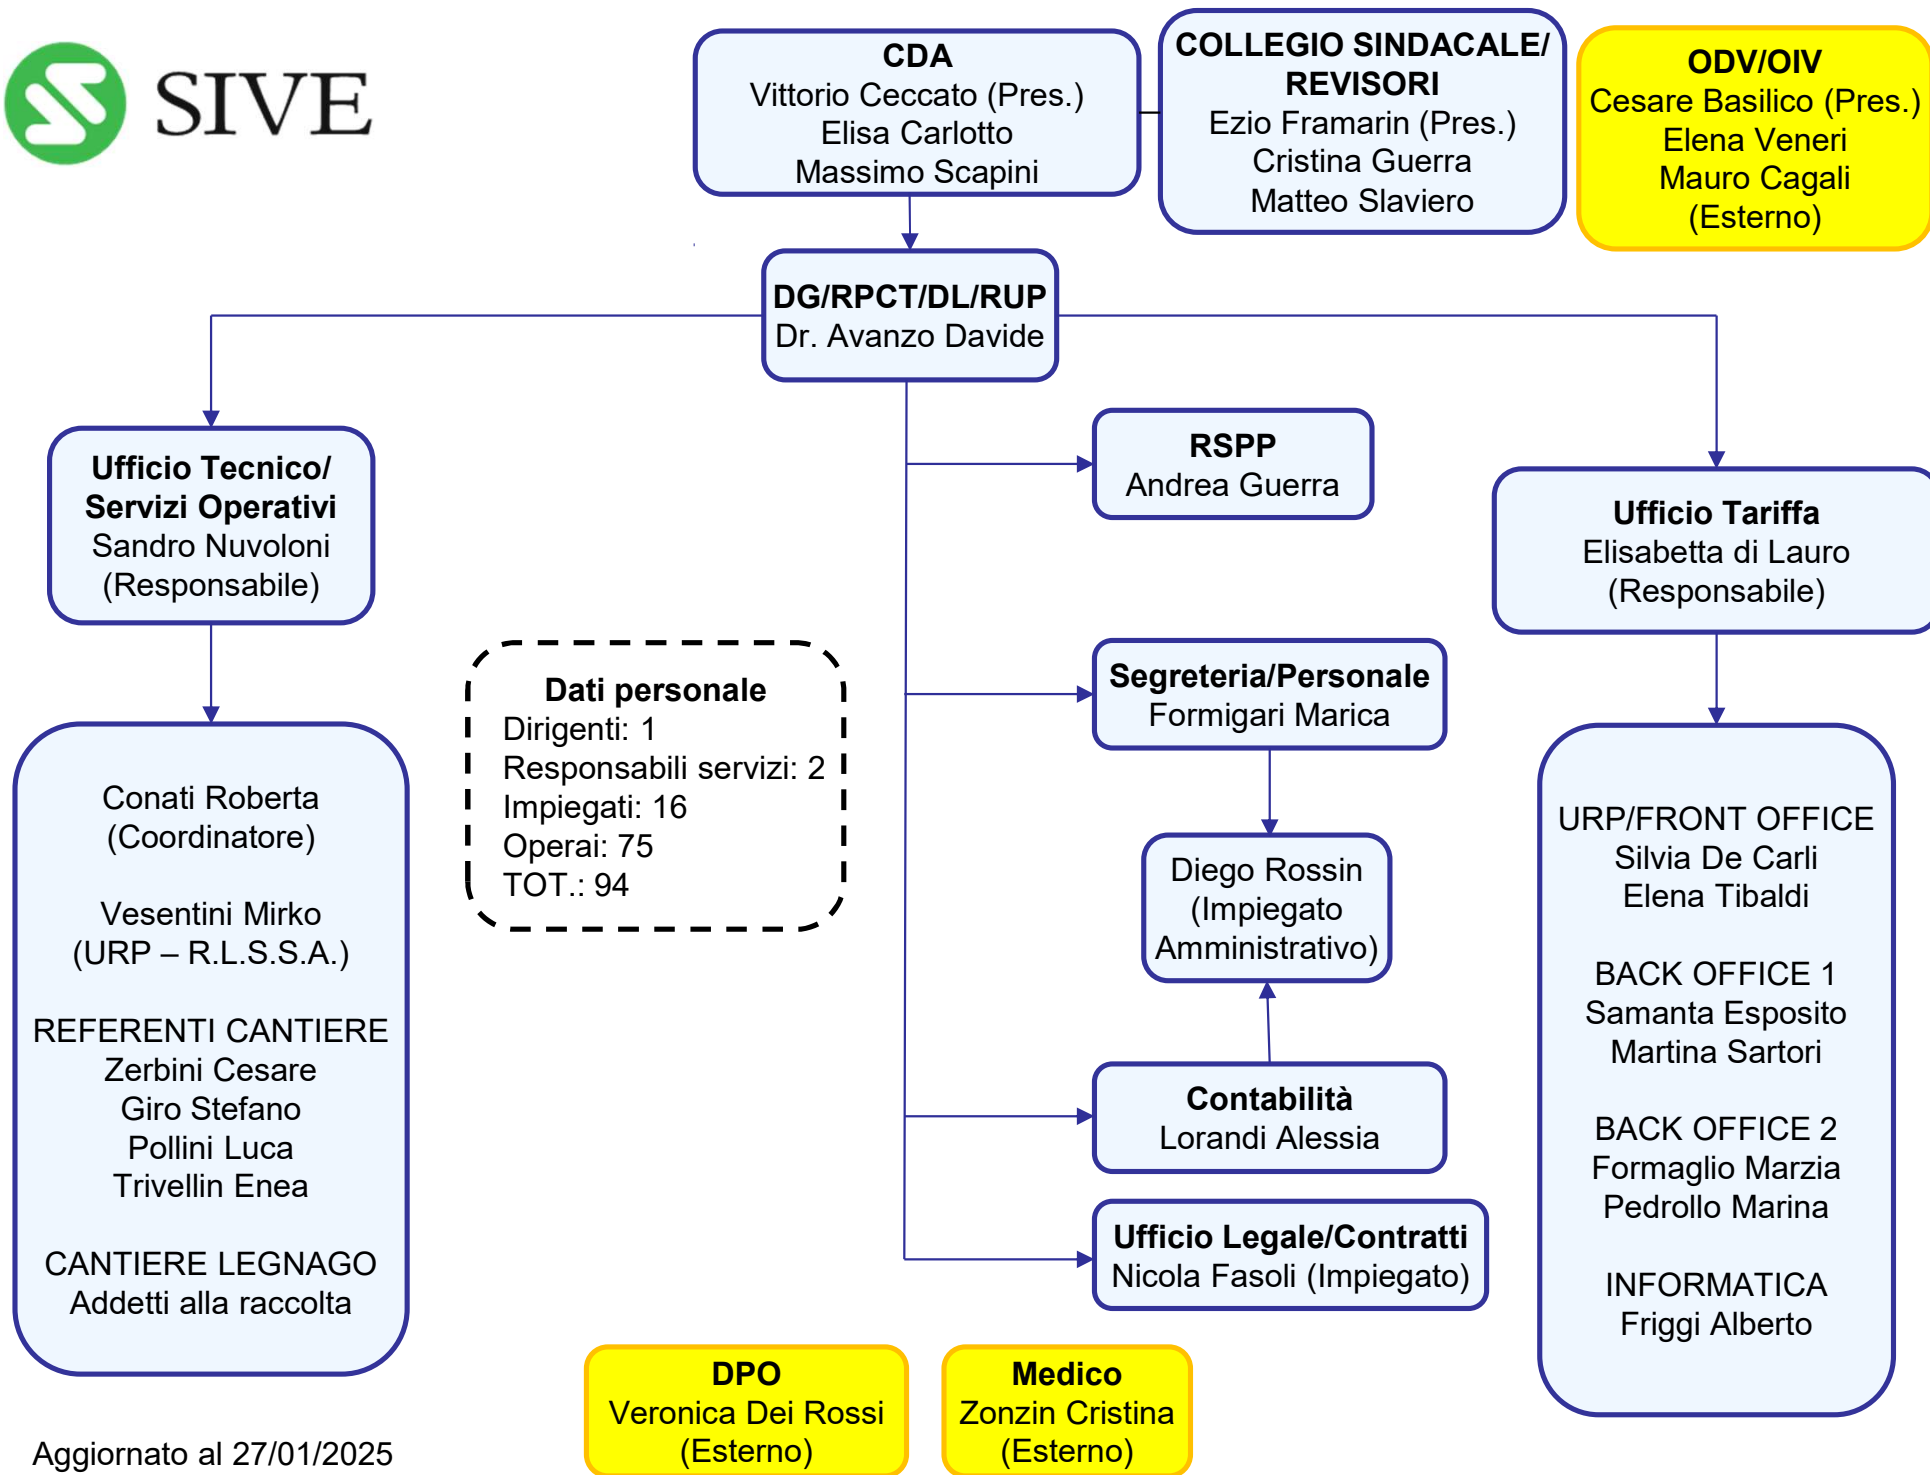 SIVE
CDA
Vittorio Ceccato (Pres.)
Elisa Carlotto
Massimo Scapini
COLLEGIO SINDACALE/
REVISORI
Ezio Framarin (Pres.)
Cristina Guerra
Matteo Slaviero
ODV/OIV
Cesare Basilico (Pres.)
Elena Veneri
Mauro Cagali
(Esterno)
DG/RPCT/DL/RUP
Dr. Avanzo Davide
Ufficio Tecnico/
Servizi Operativi
Sandro Nuvoloni
(Responsabile)
RSPP
Andrea Guerra
Ufficio Tariffa
Elisabetta di Lauro
(Responsabile)
Dati personale
Dirigenti: 1
Responsabili servizi: 2
Impiegati: 16
Operai: 75
TOT.: 94
Segreteria/Personale
Formigari Marica
Diego Rossin
(Impiegato
Amministrativo)
Contabilità
Lorandi Alessia
Ufficio Legale/Contratti
Nicola Fasoli (Impiegato)
Conati Roberta
(Coordinatore)
Vesentini Mirko
(URP – R.L.S.S.A.)
REFERENTI CANTIERE
Zerbini Cesare
Giro Stefano
Pollini Luca
Trivellin Enea
CANTIERE LEGNAGO
Addetti alla raccolta
URP/FRONT OFFICE
Silvia De Carli
Elena Tibaldi
BACK OFFICE 1
Samanta Esposito
Martina Sartori
BACK OFFICE 2
Formaglio Marzia
Pedrollo Marina
INFORMATICA
Friggi Alberto
DPO
Veronica Dei Rossi
(Esterno)
Medico
Zonzin Cristina
(Esterno)
Aggiornato al 27/01/2025